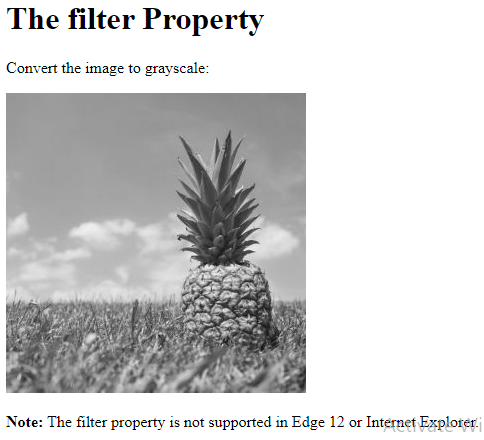 The filter Property
Convert the image to grayscale:
Note: The filter property is not supported in Edge 12 or Internet Explorer.
Activate Wi